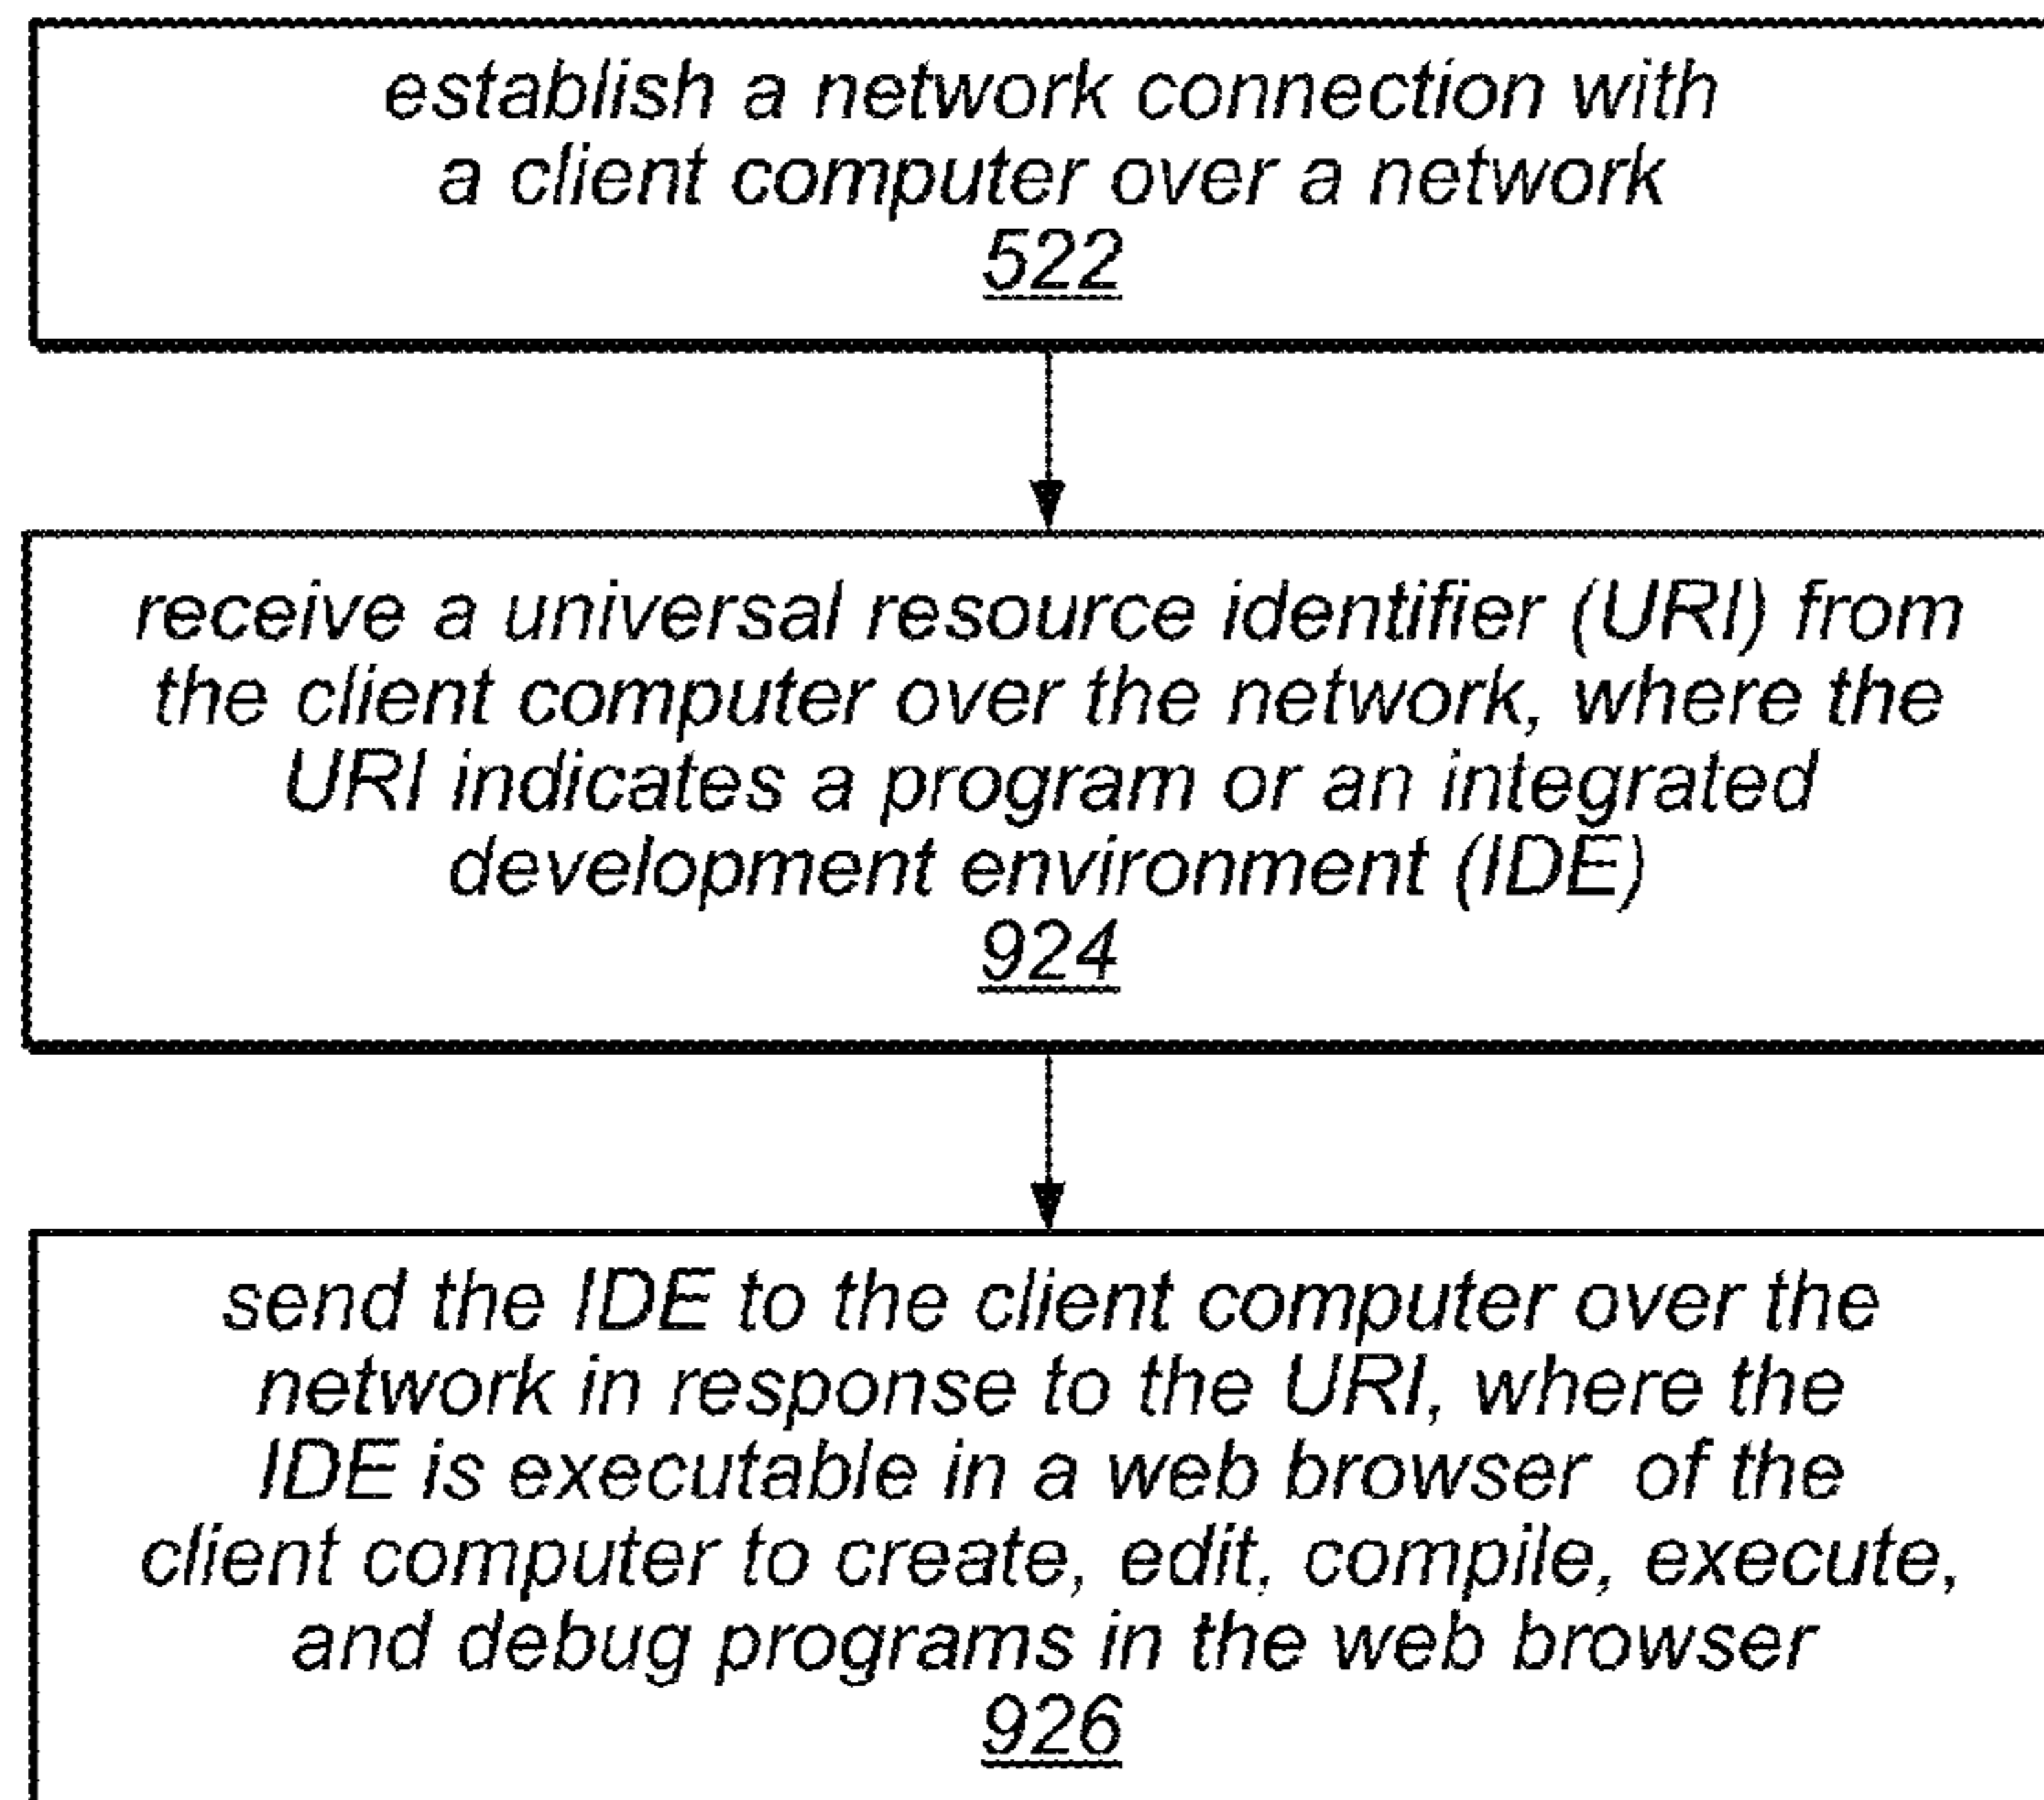 establish a network connection with
a client computer over a network
522
receive a universal resource identifier (URI) from
the client computer over the network, where the
URI indicates a program or an integrated
development environment (IDE)
924
send the IDE to the client computer over the
network in response to the URI, where the
IDE is executable in a web browser of the
client computer to create, edit, compile, execute,
and debug programs in the web browser
926